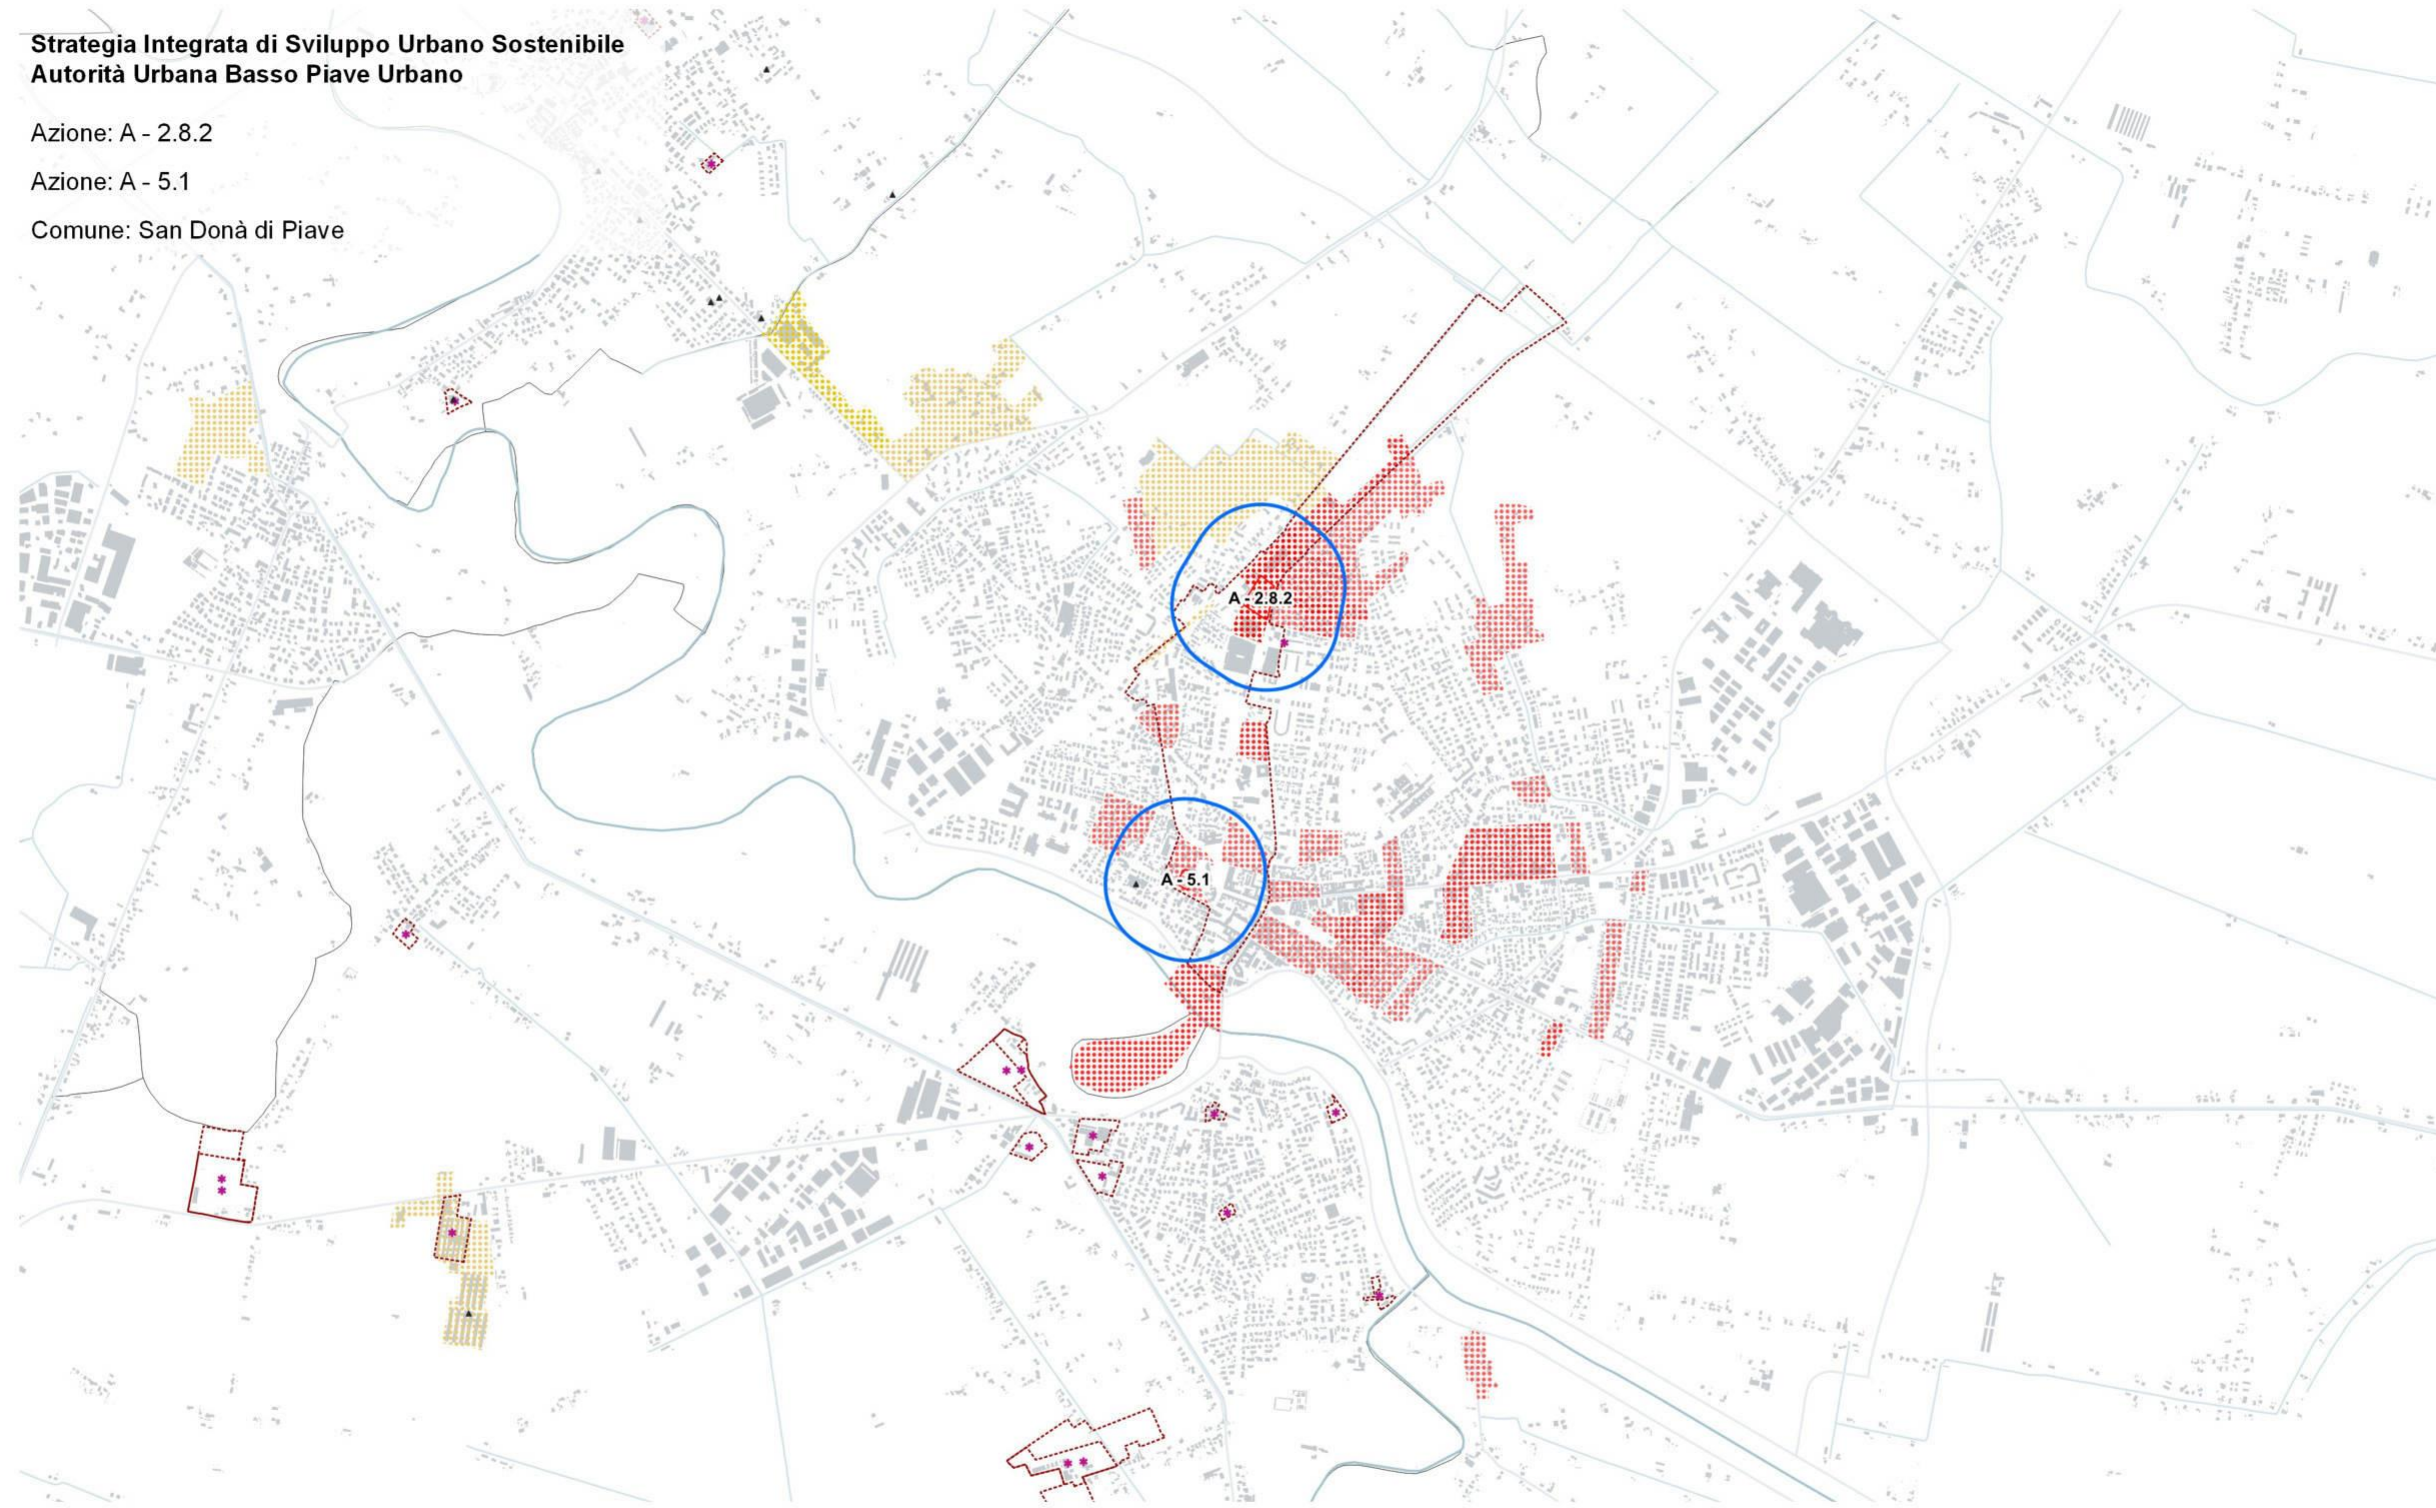 Strategia Integrata di Sviluppo Urbano Sostenibile
Autorità Urbana Basso Piave Urbano
Azione: A - 2.8.2
Azione: A - 5.1
Comune: San Donà di Piave
A - 2.8.2
A - 5.1